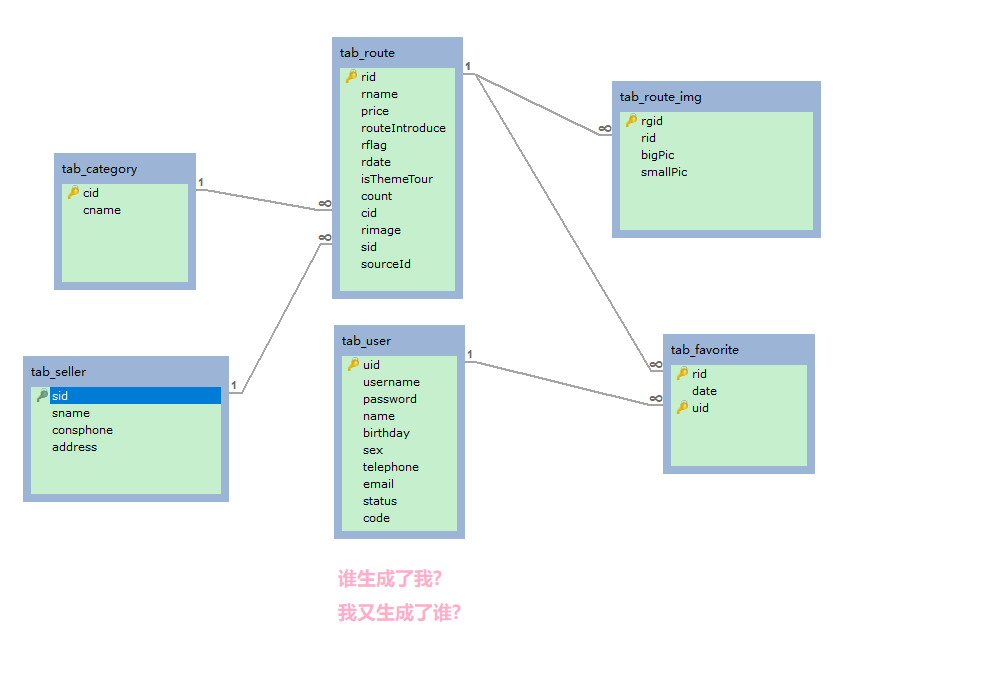 tab_route
rid
rname
price
routeIntroduce
rflag
rdate
isThemeTour
count
cid
rimage
sid
sourceId
1
tab_route_img
rgid
rid
bigPic
smallPic
∞
tab_category
cid
cname
1
∞
∞
tab_seller
sid
sname
consphone
address
1
tab_user
uid
username
password
name
birthday
sex
telephone
email
status
code
1
tab_favorite
rid
date
uid
∞
∞
谁生成了我?
我又生成了谁?